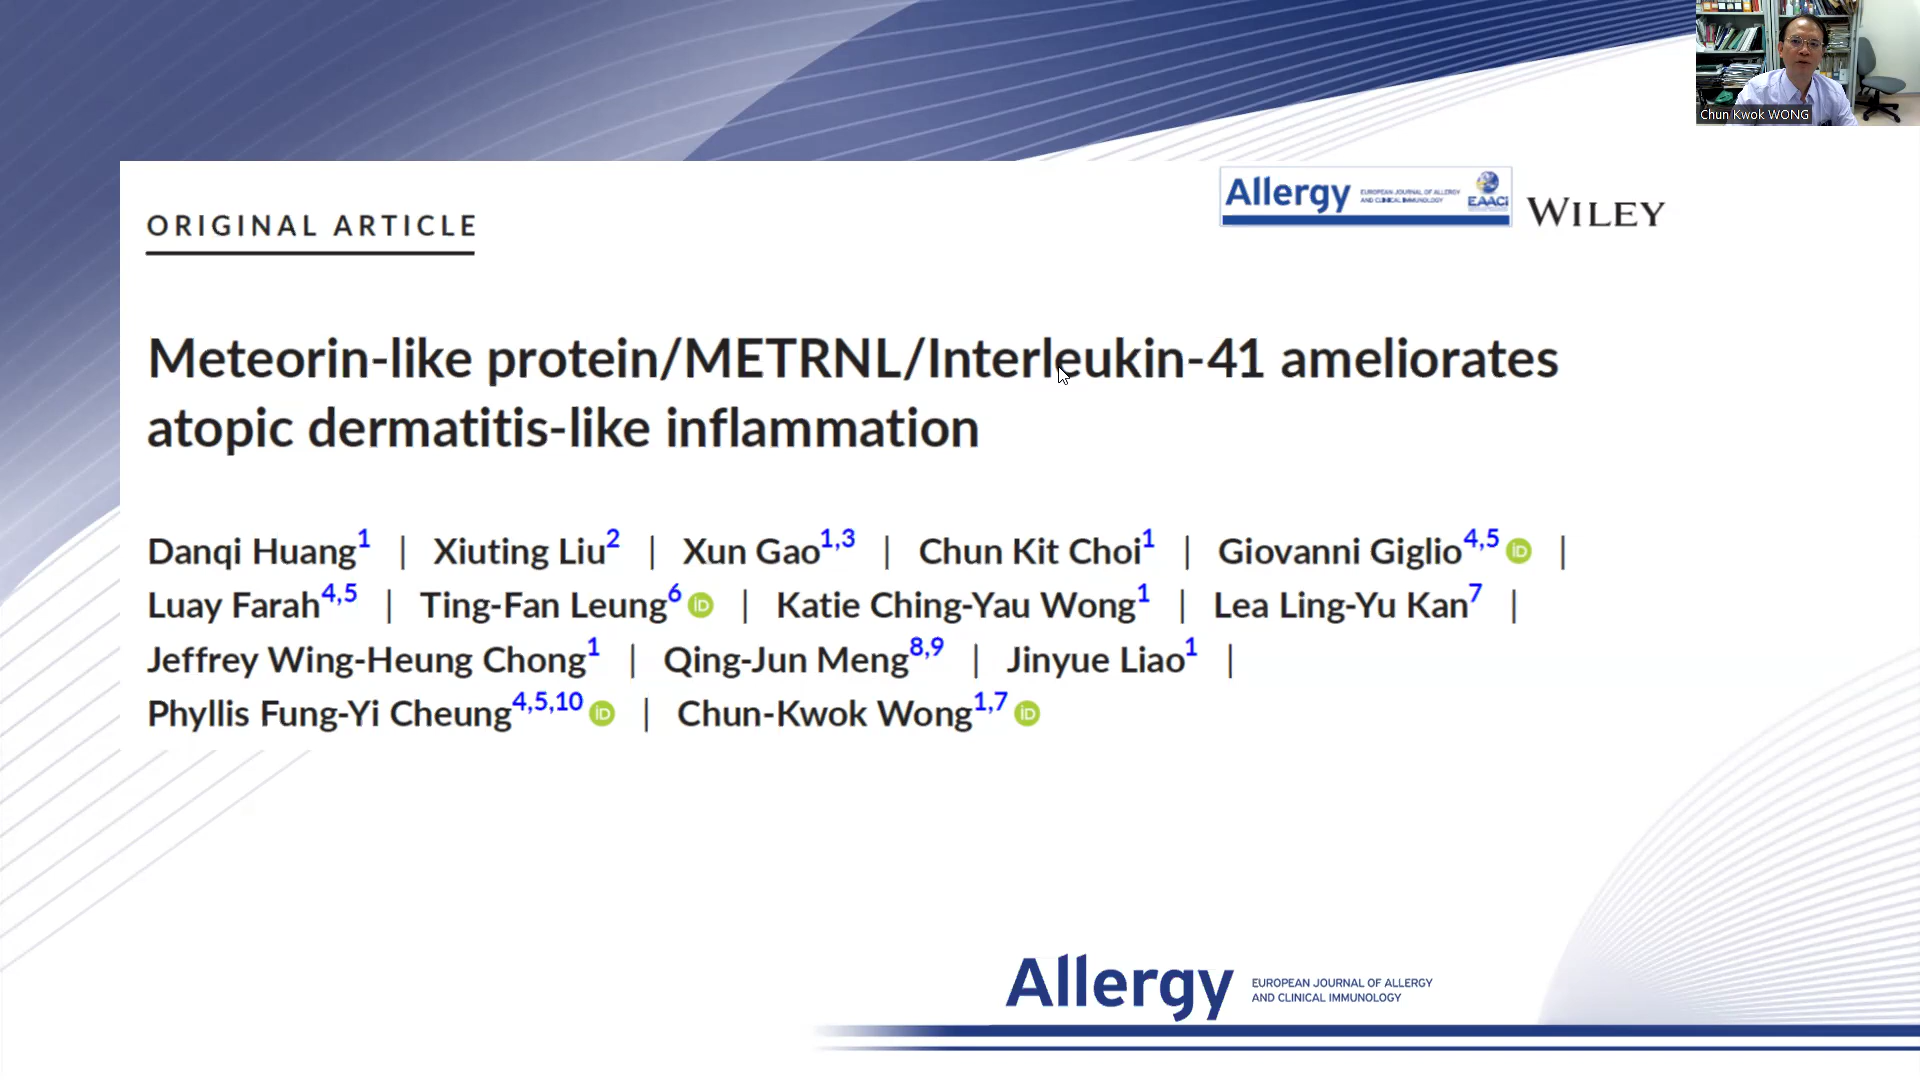 Chun Kwok WONG
ORIGINAL ARTICLE
Allergy EUROPEAN JOURNAL OF ALLERGY
AND CLINICAL IMMUNOLOGY
EAACI
WILEY
Meteorin-like protein/METRNL/Interleukin-41 ameliorates
atopic dermatitis-like inflammation
Danqi Huang1 | Xiuting Liu2 | Xun Gao1,3 | Chun Kit Choi1 | Giovanni Giglio4,5 iD |
Luay Farah4,5 | Ting-Fan Leung6 iD | Katie Ching-Yau Wong1 | Lea Ling-Yu Kan7 |
Jeffrey Wing-Heung Chong1 | Qing-Jun Meng8,9 | Jinyue Liao1 |
Phyllis Fung-Yi Cheung4,5,10 iD | Chun-Kwok Wong1,7 iD
Allergy EUROPEAN JOURNAL OF ALLERGY
AND CLINICAL IMMUNOLOGY